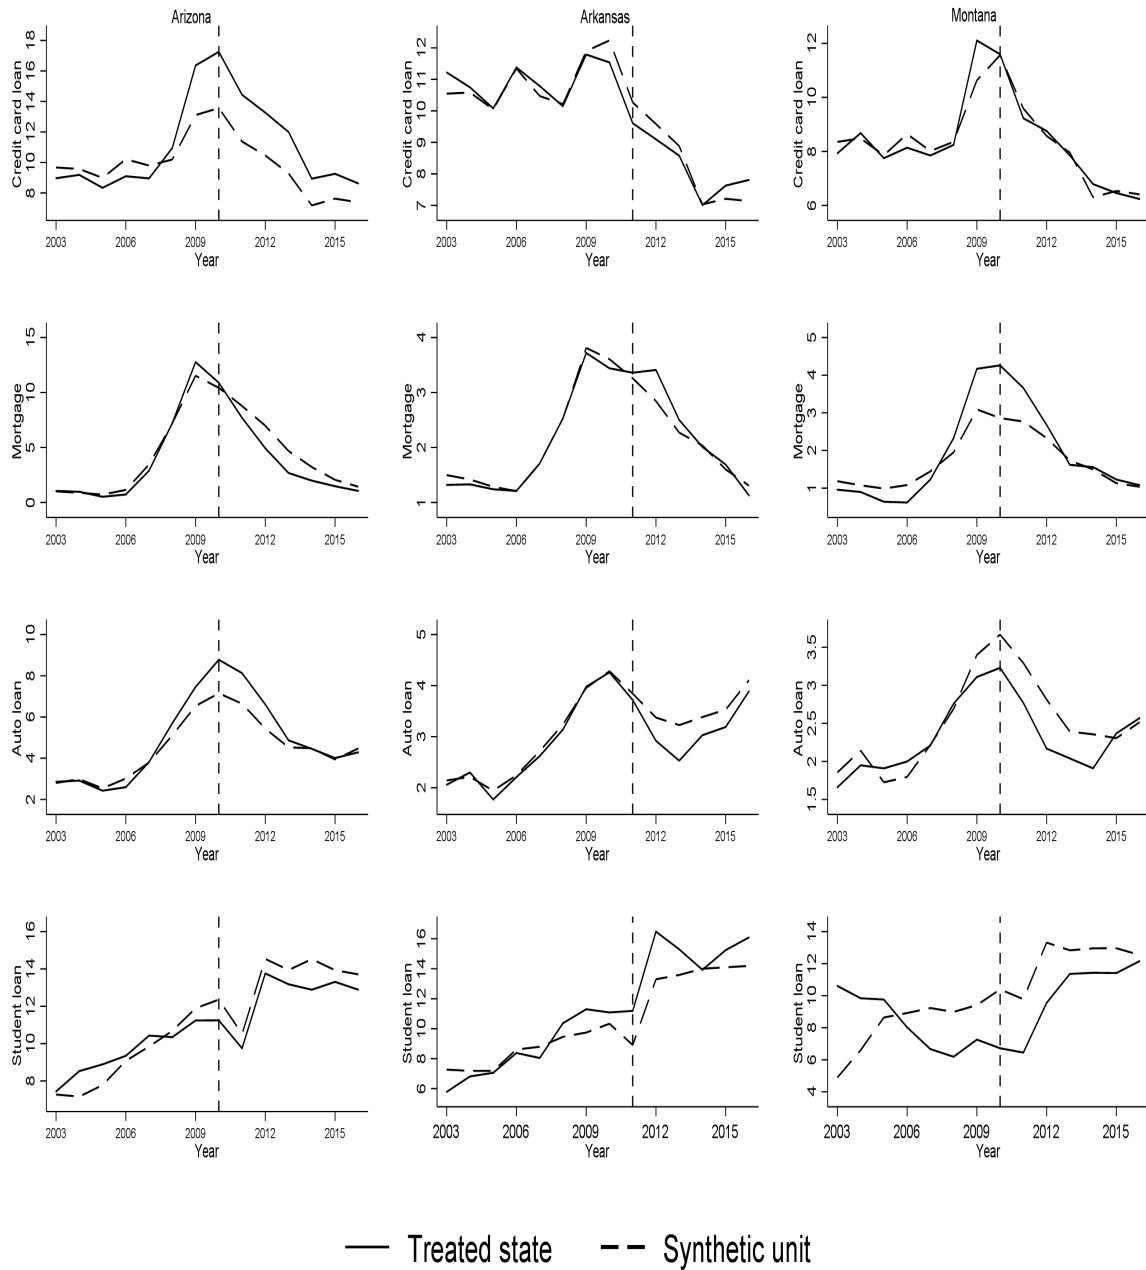 Arizona
Credit card loan
8 10 12 14 16 18
2003 2006 2009 2012 2015
Year
Arkansas
Credit card loan
7 8 9 10 11 12
2003 2006 2009 2012 2015
Year
Montana
Credit card loan
6 8 10 12
2003 2006 2009 2012 2015
Year
Mortgage
0 5 10 15
2003 2006 2009 2012 2015
Year
Mortgage
1 2 3 4
2003 2006 2009 2012 2015
Year
Mortgage
1 2 3 4 5
2003 2006 2009 2012 2015
Year
Auto loan
2 4 6 8 10
2003 2006 2009 2012 2015
Year
Auto loan
2 3 4 5
2003 2006 2009 2012 2015
Year
Auto loan
1.5 2 2.5 3 3.5
2003 2006 2009 2012 2015
Year
Student loan
8 10 12 14 16
2003 2006 2009 2012 2015
Year
Student loan
6 8 10 12 14 16
2003 2006 2009 2012 2015
Year
Student loan
4 6 8 10 12 14
2003 2006 2009 2012 2015
Year
Treated state Synthetic unit